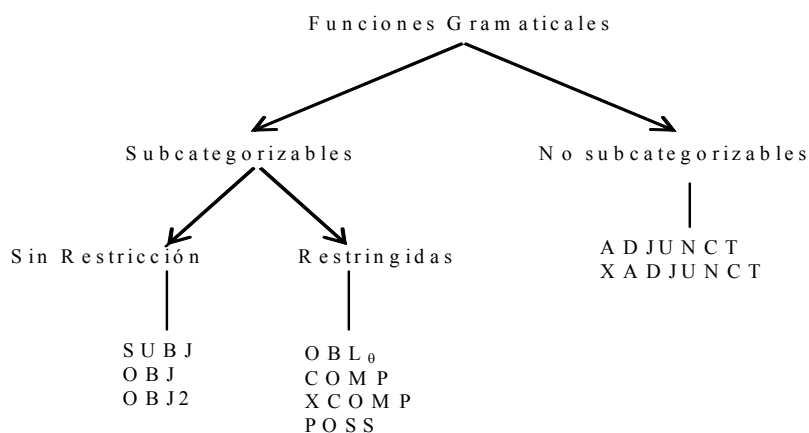 Funciones Gramaticales
Subcategorizables
No subcategorizables
Sin Restricción
Restringidas
ADJUNCT
XADJUNCT
SUBJ
OBJ
OBJ2
OBLθ
COMP
XCOMP
POSS